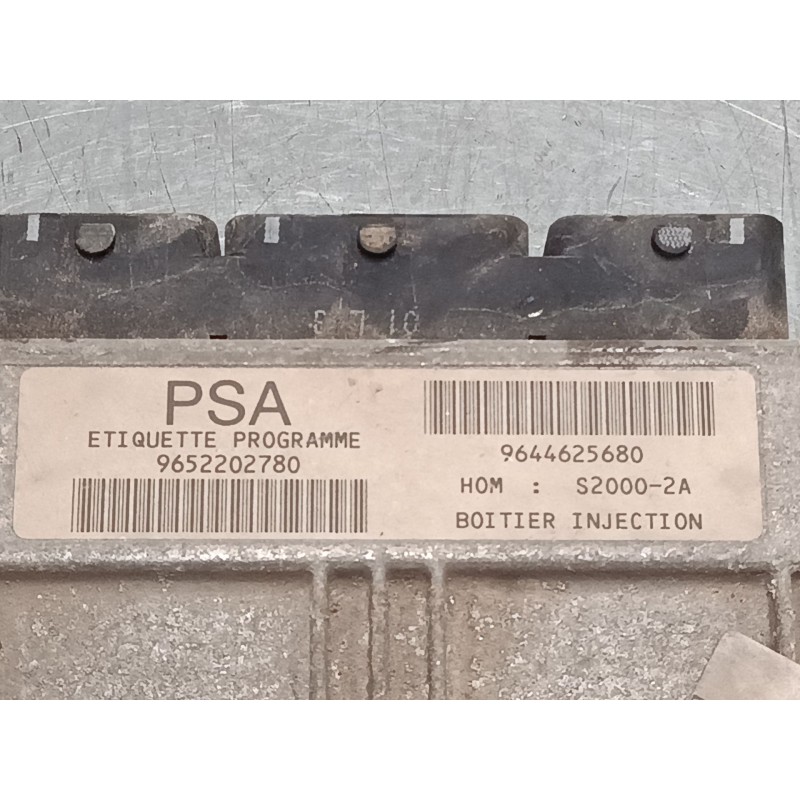 PSA
ETIQUETTE PROGRAMME
9652202780
9644625680
HOM : S2000-2A
BOITIER INJECTION